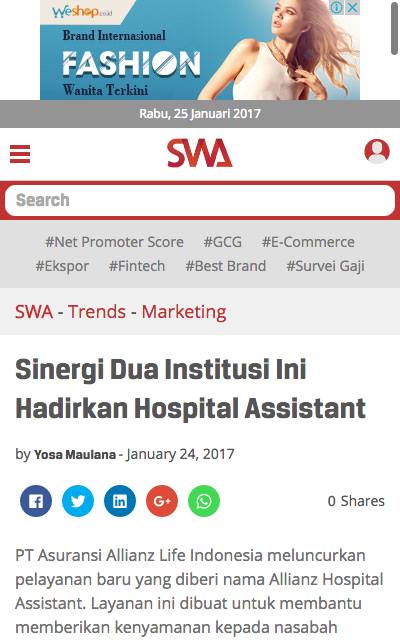 Weshop.co.id
Brand Internasional
FASHION
Wanita Terkini
Rabu, 25 Januari 2017
SWA
Search
#Net Promoter Score #GCG #E-Commerce
#Ekspor #Fintech #Best Brand #Survei Gaji
SWA - Trends - Marketing
Sinergi Dua Institusi Ini
Hadirkan Hospital Assistant
by Yosa Maulana - January 24, 2017
0 Shares
PT Asuransi Allianz Life Indonesia meluncurkan
pelayanan baru yang diberi nama Allianz Hospital
Assistant. Layanan ini dibuat untuk membantu
memberikan kenyamanan kepada nasabah